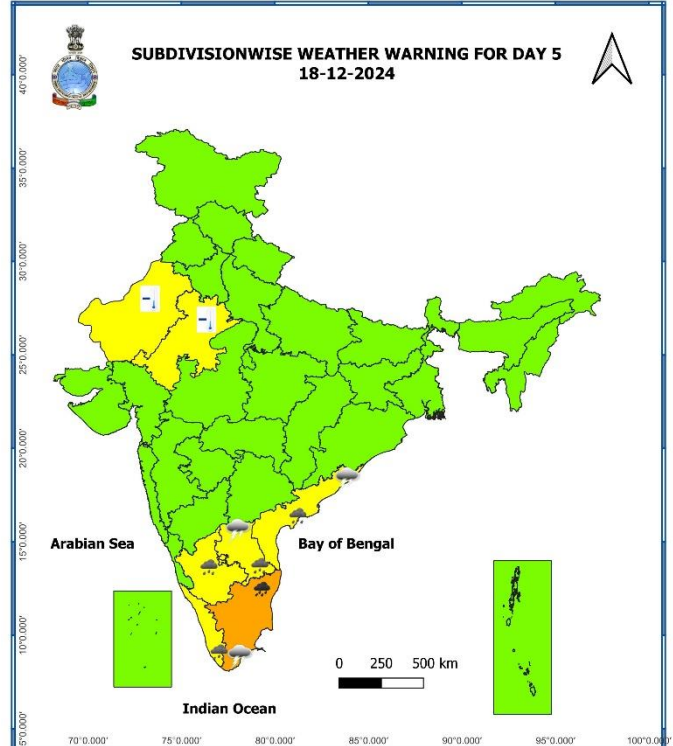 SUBDIVISIONWISE WEATHER WARNING FOR DAY 5
18-12-2024
40°0.000'
35°0.000'
30°0.000'
25°0.000'
20°0.000'
15°0.000'
10°0.000'
5°0.000'
Arabian Sea
Bay of Bengal
0 250 500 km
Indian Ocean
70°0.000' 75°0.000' 80°0.000' 85°0.000' 90°0.000' 95°0.000' 100°0.000'